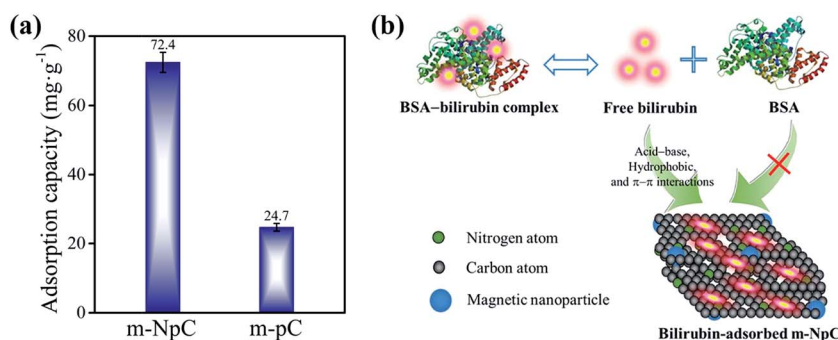 (a)
Adsorption capacity (mg·g⁻¹)
80
60
40
20
0
72.4
24.7
m-NpC
m-pC
(b)
BSA−bilirubin complex
Free bilirubin
BSA
Acid−base,
Hydrophobic,
and π−π interactions
Nitrogen atom
Carbon atom
Magnetic nanoparticle
Bilirubin-adsorbed m-NpC